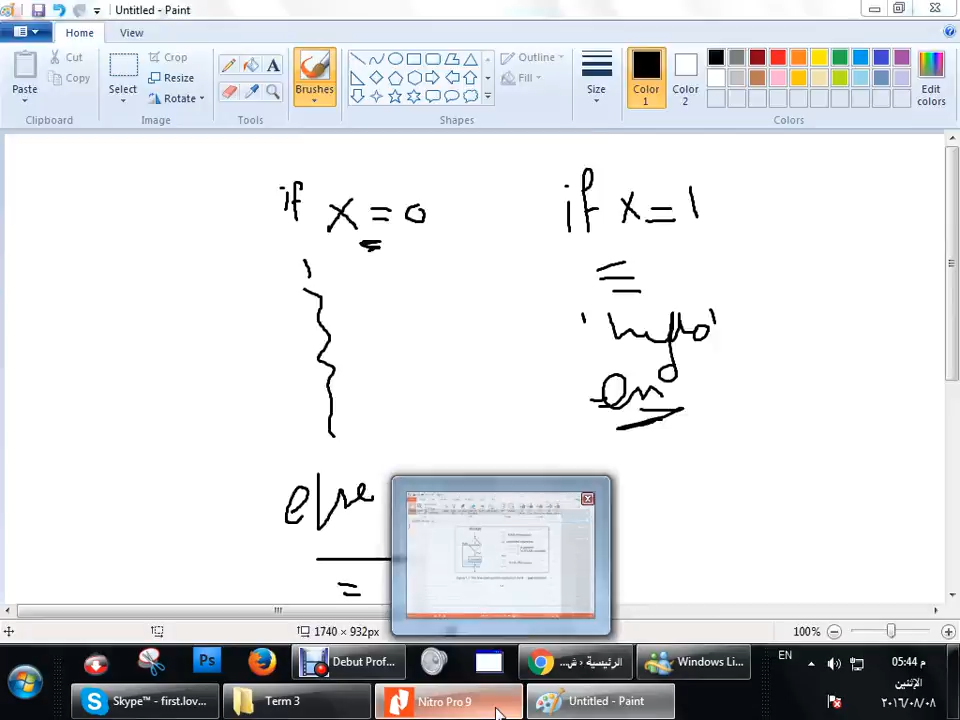 Untitled - Paint
Home View
Paste
Cut
Copy
Clipboard
Select
Crop
Resize
Rotate
Image
Tools
Brushes
Shapes
Outline
Fill
Size
Color 1
Color 2
Edit colors
Colors
if x = 0
if x = 1
else
1740 × 932px
100%
Debut Prof...
الرئيسية - ش...
Windows Li...
EN
05:44 م
الإثنين
٢٠١٦/٠٨/٠٨
Skype™ - first.lov...
Term 3
Nitro Pro 9
Untitled - Paint